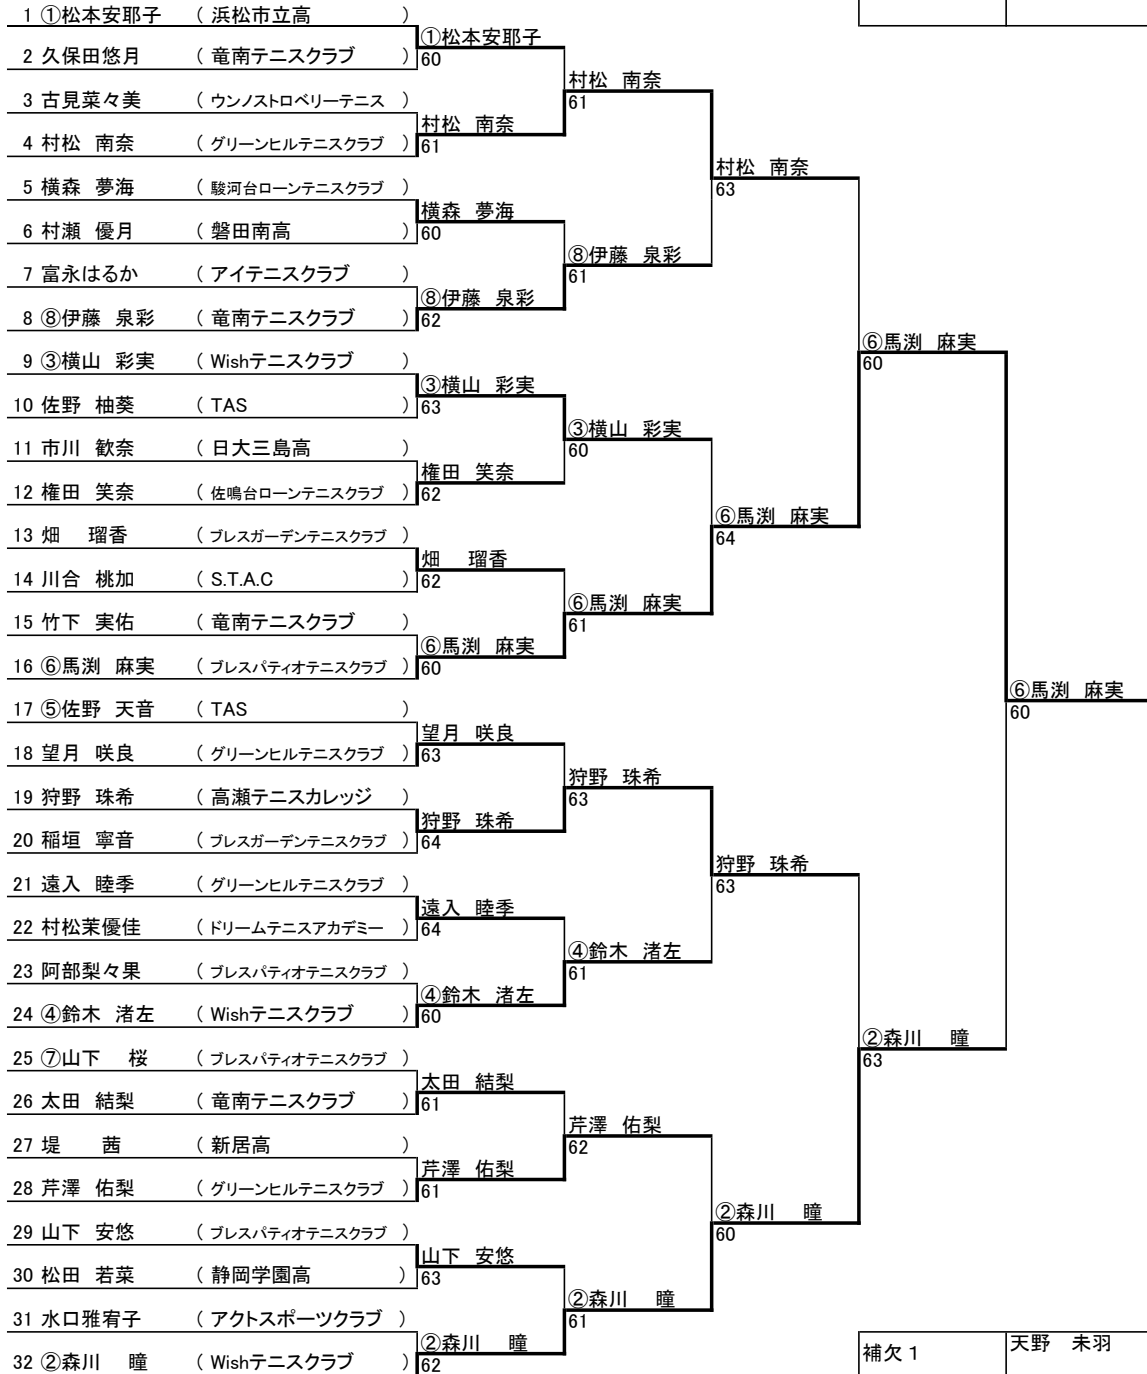 1 ①松本安耶子 ( 浜松市立高 )
2 久保田悠月 ( 竜南テニスクラブ )
3 古見菜々美 ( ウンノストロベリーテニス )
4 村松 南奈 ( グリーンヒルテニスクラブ )
5 横森 夢海 ( 駿河台ローンテニスクラブ )
6 村瀬 優月 ( 磐田南高 )
7 富永はるか ( アイテニスクラブ )
8 ⑧伊藤 泉彩 ( 竜南テニスクラブ )
9 ③横山 彩実 ( Wishテニスクラブ )
10 佐野 柚葵 ( TAS )
11 市川 歓奈 ( 日大三島高 )
12 権田 笑奈 ( 佐鳴台ローンテニスクラブ )
13 畑 瑠香 ( ブレスガーデンテニスクラブ )
14 川合 桃加 ( S.T.A.C )
15 竹下 実佑 ( 竜南テニスクラブ )
16 ⑥馬渕 麻実 ( ブレスパティオテニスクラブ )
17 ⑤佐野 天音 ( TAS )
18 望月 咲良 ( グリーンヒルテニスクラブ )
19 狩野 珠希 ( 高瀬テニスカレッジ )
20 稲垣 寧音 ( ブレスガーデンテニスクラブ )
21 遠入 睦季 ( グリーンヒルテニスクラブ )
22 村松茉優佳 ( ドリームテニスアカデミー )
23 阿部梨々果 ( ブレスパティオテニスクラブ )
24 ④鈴木 渚左 ( Wishテニスクラブ )
25 ⑦山下 桜 ( ブレスパティオテニスクラブ )
26 太田 結梨 ( 竜南テニスクラブ )
27 堤 茜 ( 新居高 )
28 芹澤 佑梨 ( グリーンヒルテニスクラブ )
29 山下 安悠 ( ブレスパティオテニスクラブ )
30 松田 若菜 ( 静岡学園高 )
31 水口雅宥子 ( アクトスポーツクラブ )
32 ②森川 瞳 ( Wishテニスクラブ )
①松本安耶子
60
村松 南奈
61
横森 夢海
60
⑧伊藤 泉彩
62
③横山 彩実
63
権田 笑奈
62
畑 瑠香
62
⑥馬渕 麻実
60
望月 咲良
63
狩野 珠希
64
遠入 睦季
64
④鈴木 渚左
60
太田 結梨
61
芹澤 佑梨
61
山下 安悠
63
②森川 瞳
62
村松 南奈
61
⑧伊藤 泉彩
61
③横山 彩実
60
⑥馬渕 麻実
61
狩野 珠希
63
④鈴木 渚左
61
芹澤 佑梨
62
②森川 瞳
61
村松 南奈
63
⑥馬渕 麻実
64
狩野 珠希
63
②森川 瞳
60
⑥馬渕 麻実
60
②森川 瞳
63
⑥馬渕 麻実
60
補欠 1 天野 未羽